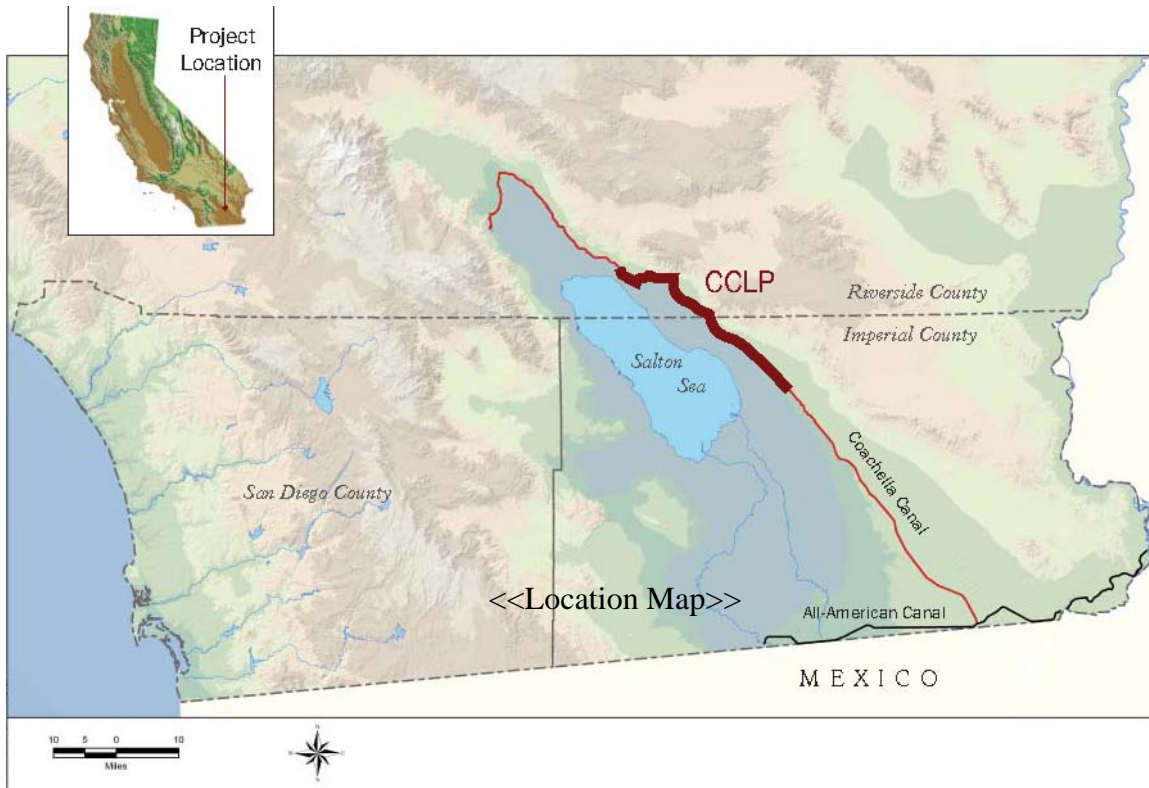 Project
Location
CCLP
Riverside County
Imperial County
Salton
Sea
San Diego County
Coachella Canal
<<Location Map>>
All-American Canal
MEXICO
10 5 0 10
Miles
N